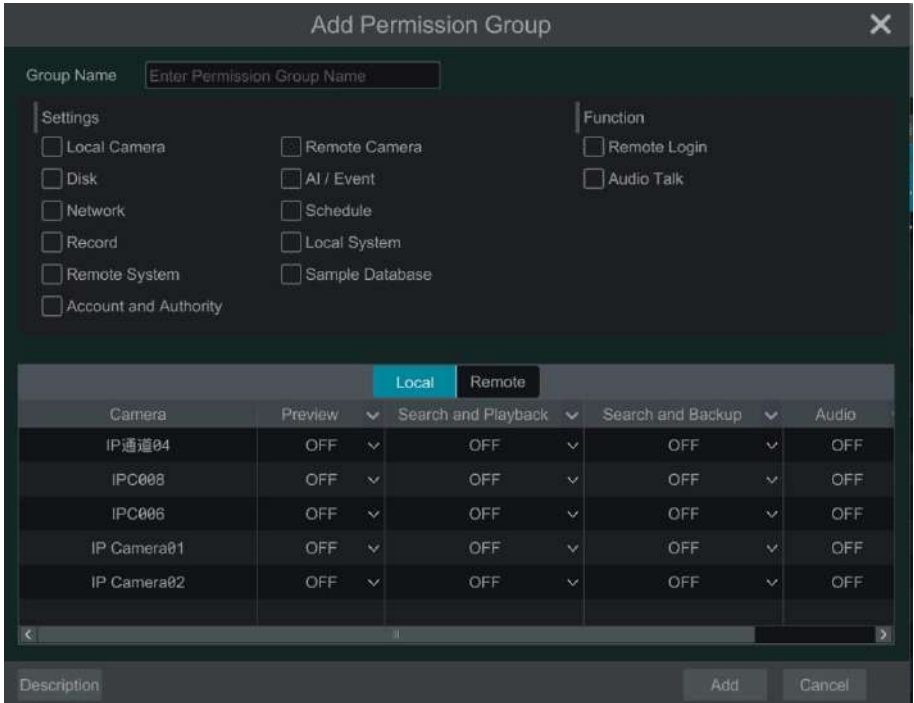 Add Permission Group
Group Name Enter Permission Group Name
Settings Function
Local Camera Remote Camera Remote Login
Disk AI / Event Audio Talk
Network Schedule
Record Local System
Remote System Sample Database
Account and Authority
Local Remote
Camera Preview Search and Playback Search and Backup Audio
IP通道04 OFF OFF OFF OFF
IPC008 OFF OFF OFF OFF
IPC006 OFF OFF OFF OFF
IP Camera01 OFF OFF OFF OFF
IP Camera02 OFF OFF OFF OFF
Description Add Cancel